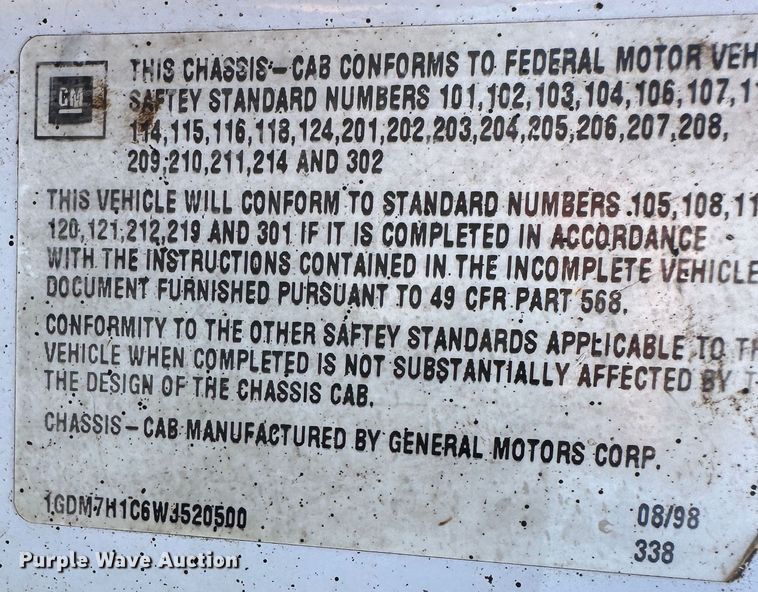 GM
THIS CHASSIS-CAB CONFORMS TO FEDERAL MOTOR VEH
SAFTEY STANDARD NUMBERS 101,102,103,104,106,107,11
114,115,116,118,124,201,202,203,204,205,206,207,208,
209,210,211,214 AND 302
THIS VEHICLE WILL CONFORM TO STANDARD NUMBERS 105,108,11
120,121,212,219 AND 301 IF IT IS COMPLETED IN ACCORDANCE
WITH THE INSTRUCTIONS CONTAINED IN THE INCOMPLETE VEHICLE
DOCUMENT FURNISHED PURSUANT TO 49 CFR PART 568.
CONFORMITY TO THE OTHER SAFTEY STANDARDS APPLICABLE TO TH
VEHICLE WHEN COMPLETED IS NOT SUBSTANTIALLY AFFECTED BY T
THE DESIGN OF THE CHASSIS CAB.
CHASSIS-CAB MANUFACTURED BY GENERAL MOTORS CORP.
1GDM7H1C6WJ520500
08/98
338
Purple Wave Auction